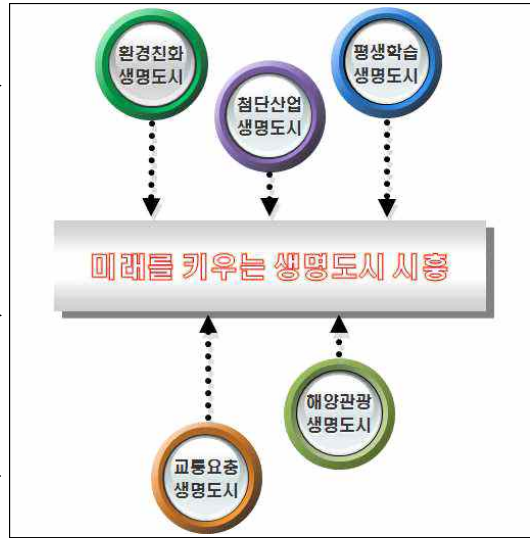 환경친화
생명도시
첨단산업
생명도시
평생학습
생명도시
미래를 키우는 생명도시 시흥
해양관광
생명도시
교통요충
생명도시